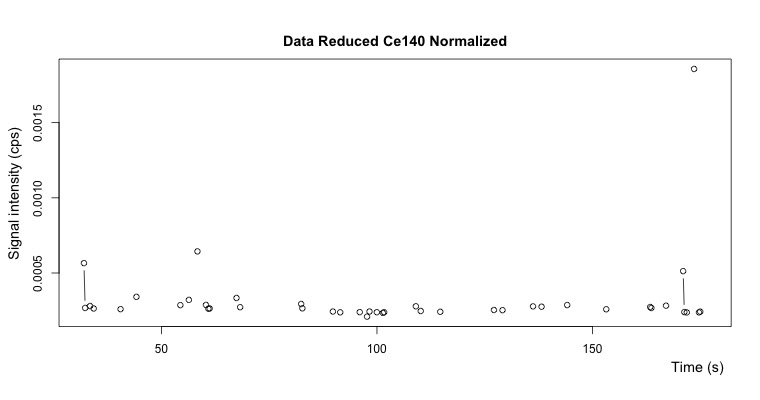 Data Reduced Ce140 Normalized
Signal intensity (cps)
0.0015
0.0010
0.0005
50 100 150
Time (s)